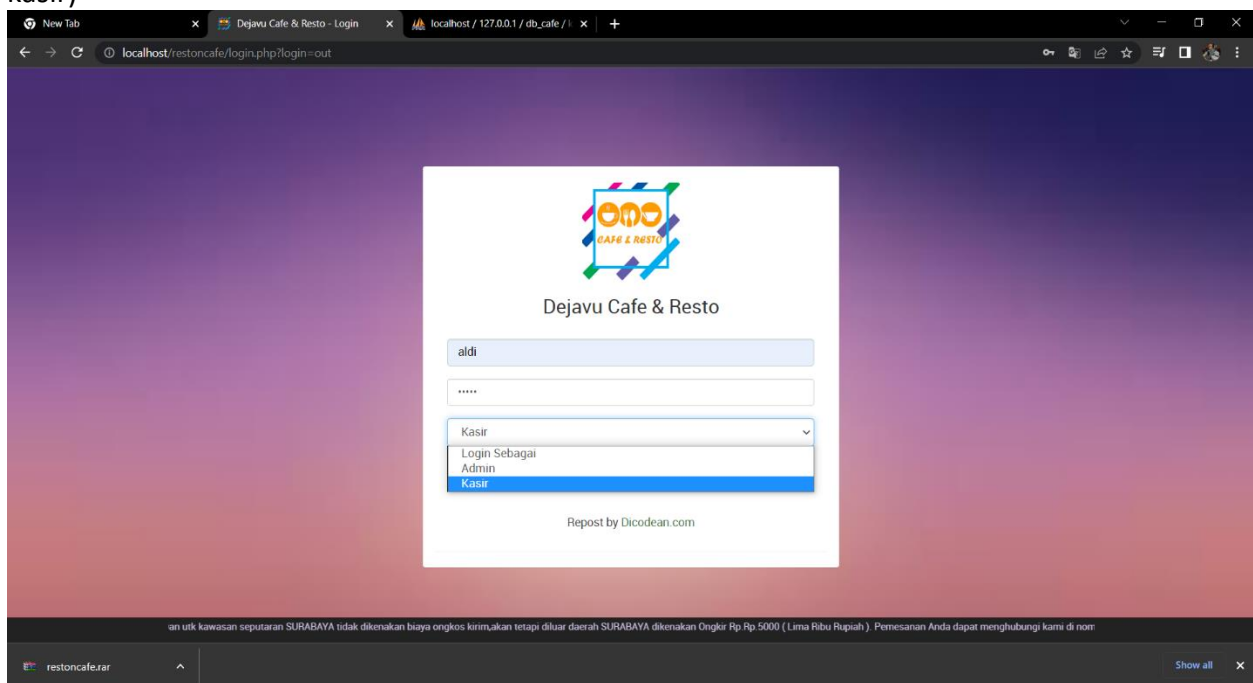 kasir)
New Tab
Dejavu Cafe & Resto - Login
localhost / 127.0.0.1 / db_cafe /
localhost/restoncafe/login.php?login=out
CAFE & RESTO
Dejavu Cafe & Resto
aldi
•••••
Kasir
Login Sebagai
Admin
Kasir
Repost by Dicodean.com
an utk kawasan seputaran SURABAYA tidak dikenakan biaya ongkos kirim,akan tetapi diluar daerah SURABAYA dikenakan Ongkir Rp.Rp.5000 ( Lima Ribu Rupiah ). Pemesanan Anda dapat menghubungi kami di nom
restoncafe.rar
Show all